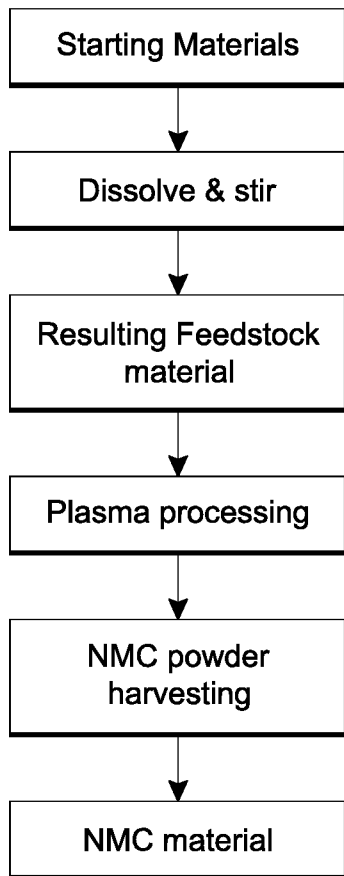 Starting Materials
Dissolve & stir
Resulting Feedstock
material
Plasma processing
NMC powder
harvesting
NMC material